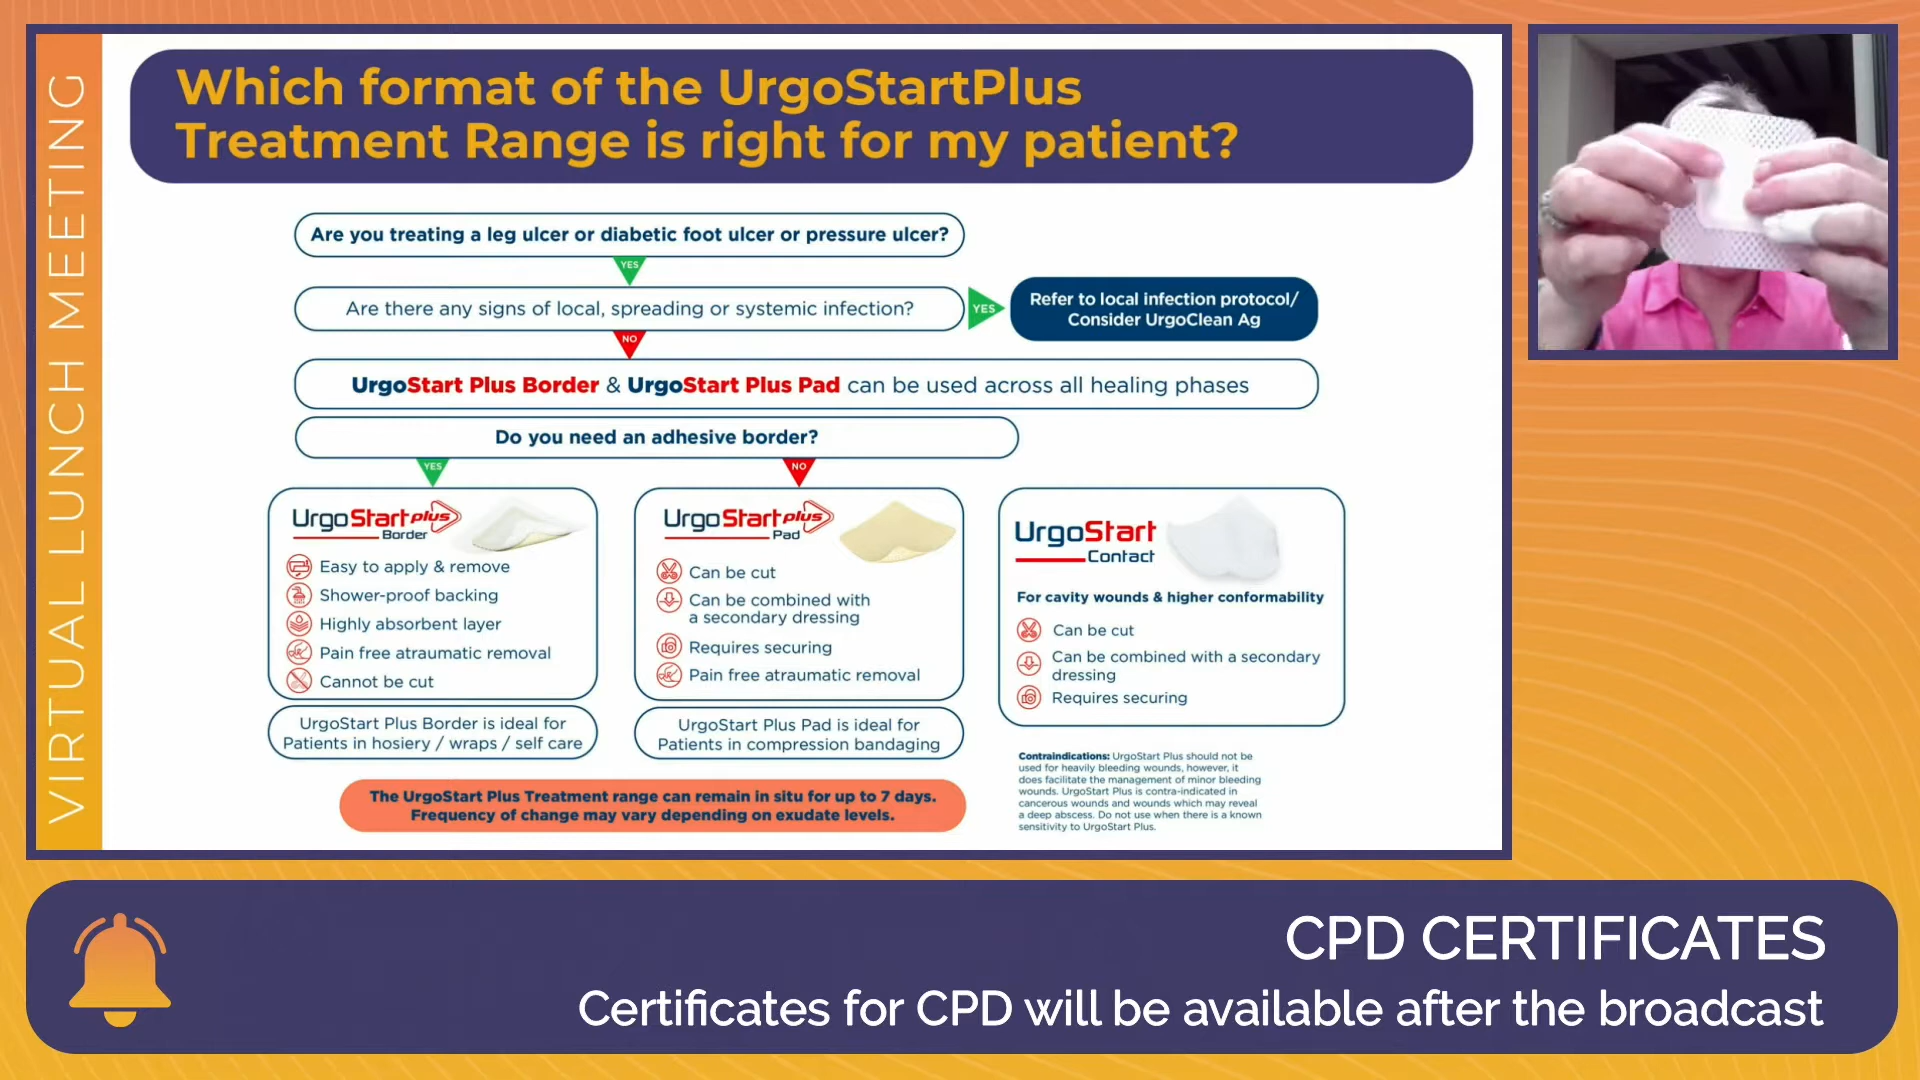 VIRTUAL LUNCH MEETING
Which format of the UrgoStartPlus
Treatment Range is right for my patient?
Are you treating a leg ulcer or diabetic foot ulcer or pressure ulcer?
YES
Are there any signs of local, spreading or systemic infection?
YES
Refer to local infection protocol/
Consider UrgoClean Ag
NO
UrgoStart Plus Border & UrgoStart Plus Pad can be used across all healing phases
Do you need an adhesive border?
YES
NO
UrgoStart plus
Border
Easy to apply & remove
Shower-proof backing
Highly absorbent layer
Pain free atraumatic removal
Cannot be cut
UrgoStart Plus Border is ideal for
Patients in hosiery / wraps / self care
UrgoStart plus
Pad
Can be cut
Can be combined with
a secondary dressing
Requires securing
Pain free atraumatic removal
UrgoStart Plus Pad is ideal for
Patients in compression bandaging
UrgoStart
Contact
For cavity wounds & higher conformability
Can be cut
Can be combined with a secondary
dressing
Requires securing
The UrgoStart Plus Treatment range can remain in situ for up to 7 days.
Frequency of change may vary depending on exudate levels.
Contraindications: UrgoStart Plus should not be
used for heavily bleeding wounds, however, it
does facilitate the management of minor bleeding
wounds. UrgoStart Plus is contra-indicated in
cancerous wounds and wounds which may reveal
a deep abscess. Do not use when there is a known
sensitivity to UrgoStart Plus.
CPD CERTIFICATES
Certificates for CPD will be available after the broadcast